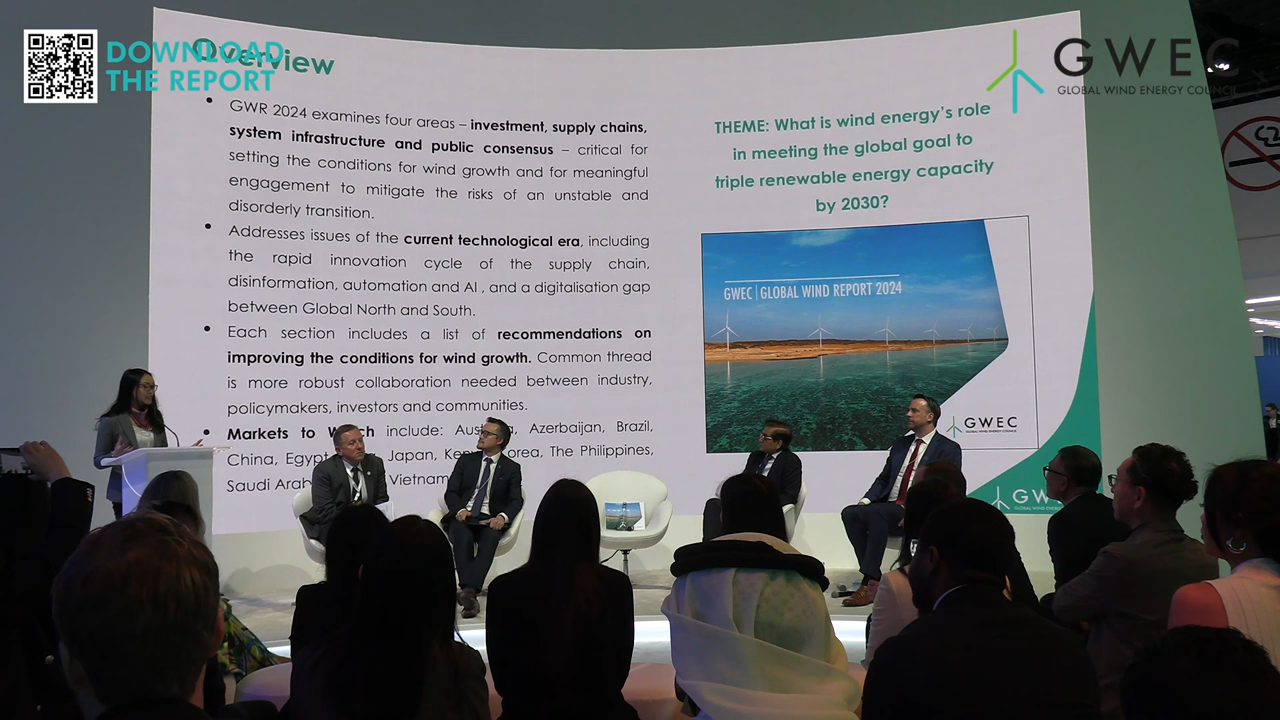 DOWNLOAD
THE REPORT
Overview
GWEC
GLOBAL WIND ENERGY COUNCIL
• GWR 2024 examines four areas – investment, supply chains,
system infrastructure and public consensus – critical for
setting the conditions for wind growth and for meaningful
engagement to mitigate the risks of an unstable and
disorderly transition.
• Addresses issues of the current technological era, including
the rapid innovation cycle of the supply chain,
disinformation, automation and AI , and a digitalisation gap
between Global North and South.
• Each section includes a list of recommendations on
improving the conditions for wind growth. Common thread
is more robust collaboration needed between industry,
policymakers, investors and communities.
• Markets to include: Azerbaijan, Brazil,
China, Egypt Japan, The Philippines,
Saudi Vietnam
THEME: What is wind energy's role
in meeting the global goal to
triple renewable energy capacity
by 2030?
GWEC | GLOBAL WIND REPORT 2024
GWEC
GLOBAL WIND ENERGY COUNCIL